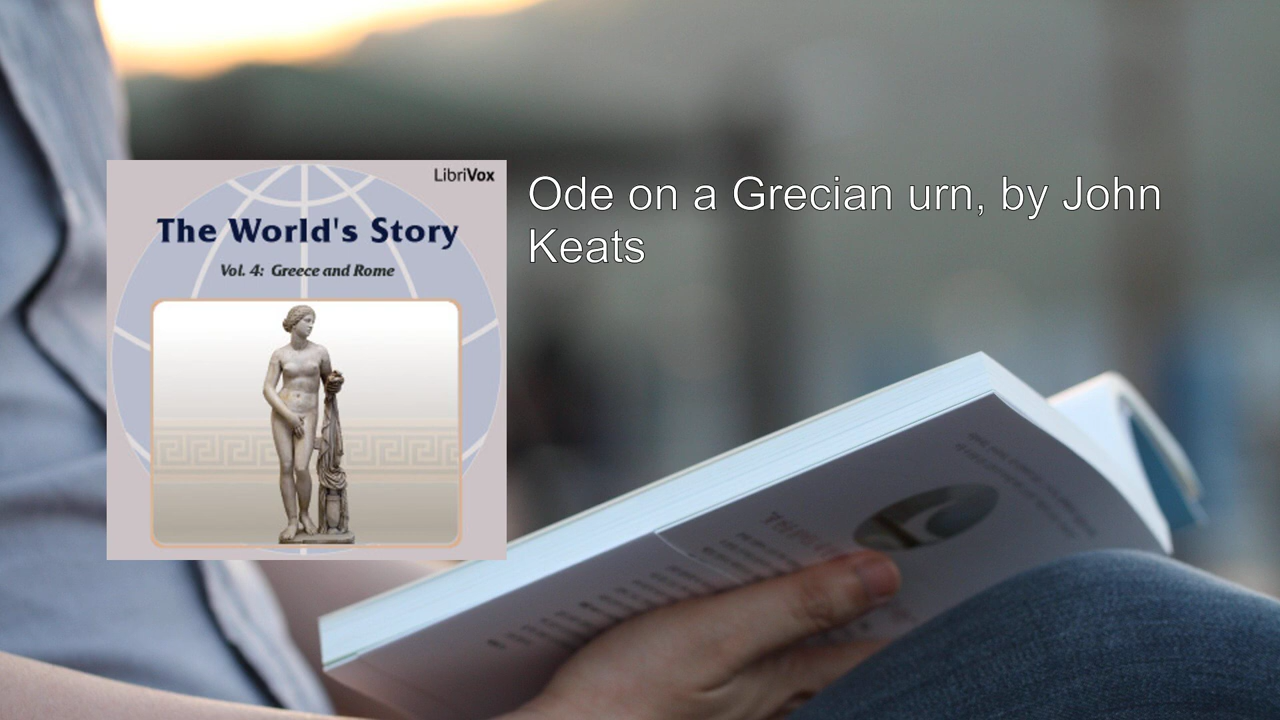 LibriVox
The World's Story
Vol. 4: Greece and Rome
Ode on a Grecian urn, by John
Keats